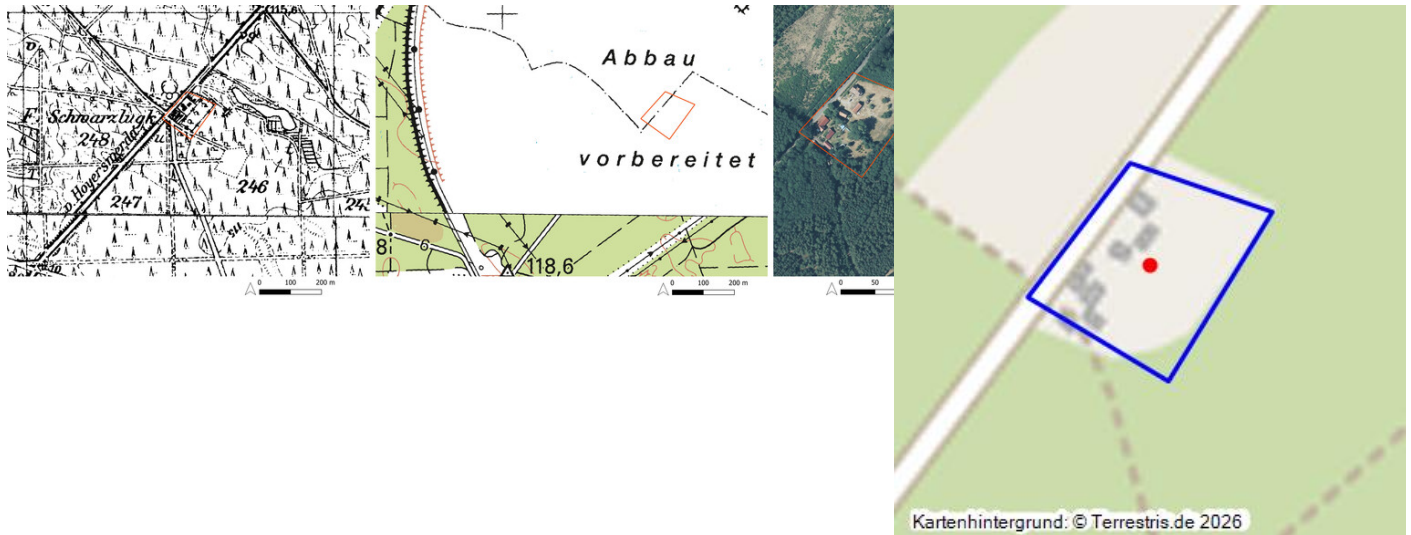 115,6
Schwarzlugk
248
v. Hoyerswerda
246
247
Abbau
vorbereitet
8
6
118,6
0 100 200 m
0 100 200 m
0 50
Kartenhintergrund: © Terrestris.de 2026